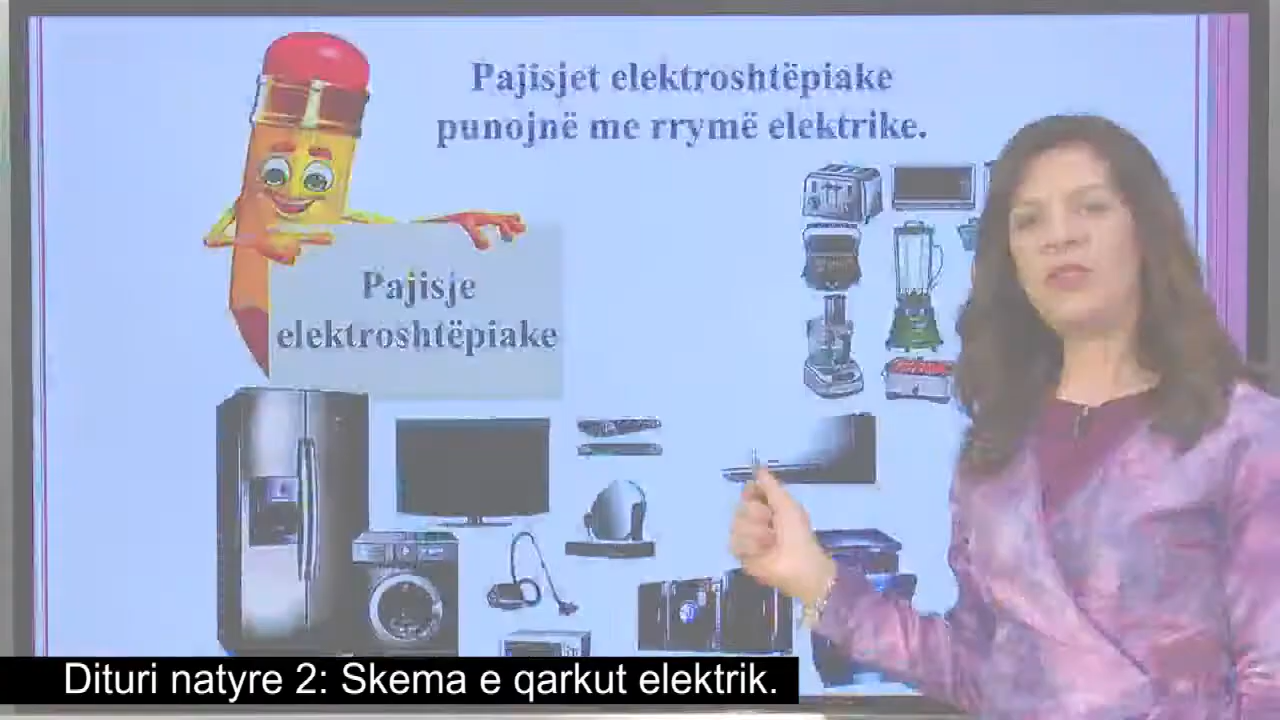 Pajisjet elektroshtëpiake
punojnë me rrymë elektrike.
Pajisje
elektroshtëpiake
Dituri natyre 2: Skema e qarkut elektrik.